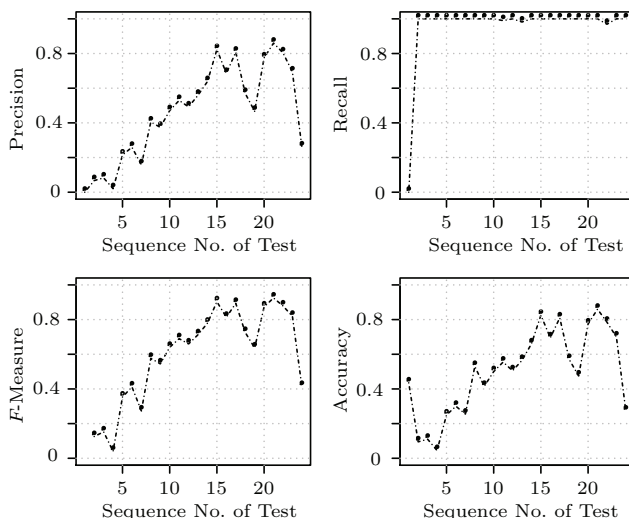 Precision
0.8
0.4
0
5 10 15 20
Sequence No. of Test
Recall
0.8
0.4
0
5 10 15 20
Sequence No. of Test
F-Measure
0.8
0.4
0
5 10 15 20
Sequence No. of Test
Accuracy
0.8
0.4
0
5 10 15 20
Sequence No. of Test